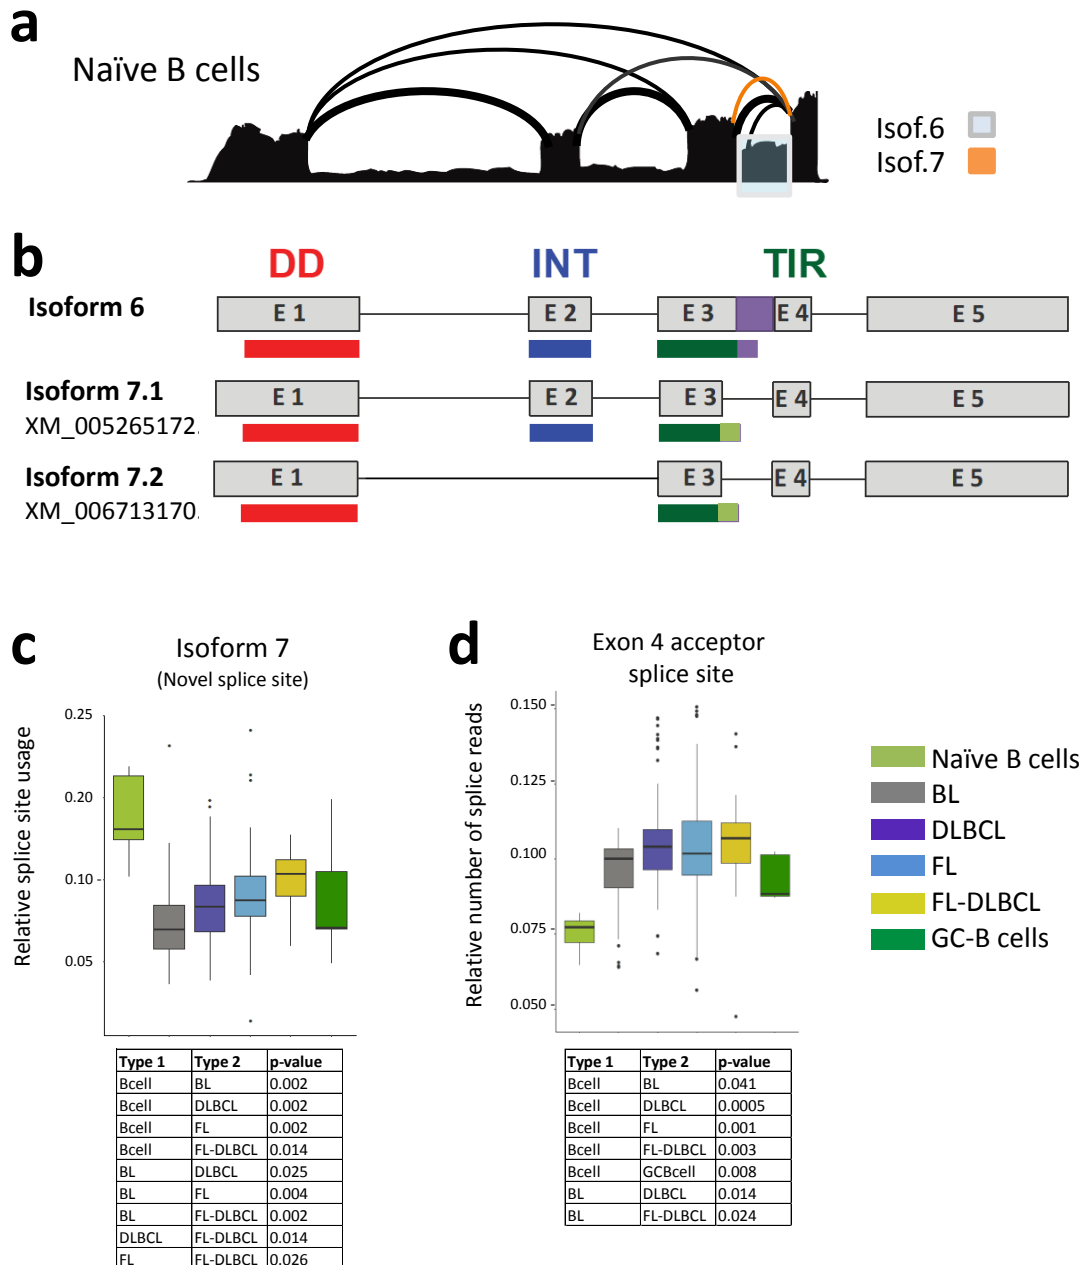 a
Naïve B cells
Isof.6
Isof.7
b
DD INT TIR
Isoform 6
E 1 E 2 E 3 E 4 E 5
Isoform 7.1
XM_005265172.
E 1 E 2 E 3 E 4 E 5
Isoform 7.2
XM_006713170.
E 1 E 3 E 4 E 5
c
Isoform 7
(Novel splice site)
Relative splice site usage
0.25
0.20
0.10
0.05
Type 1 Type 2 p-value
Bcell BL 0.002
Bcell DLBCL 0.002
Bcell FL 0.002
Bcell FL-DLBCL 0.014
BL DLBCL 0.025
BL FL 0.004
BL FL-DLBCL 0.002
DLBCL FL-DLBCL 0.014
FL FL-DLBCL 0.026
d
Exon 4 acceptor
splice site
Relative number of splice reads
0.150
0.125
0.100
0.075
0.050
Type 1 Type 2 p-value
Bcell BL 0.041
Bcell DLBCL 0.0005
Bcell FL 0.001
Bcell FL-DLBCL 0.003
Bcell GCBcell 0.008
BL DLBCL 0.014
BL FL-DLBCL 0.024
Naïve B cells
BL
DLBCL
FL
FL-DLBCL
GC-B cells